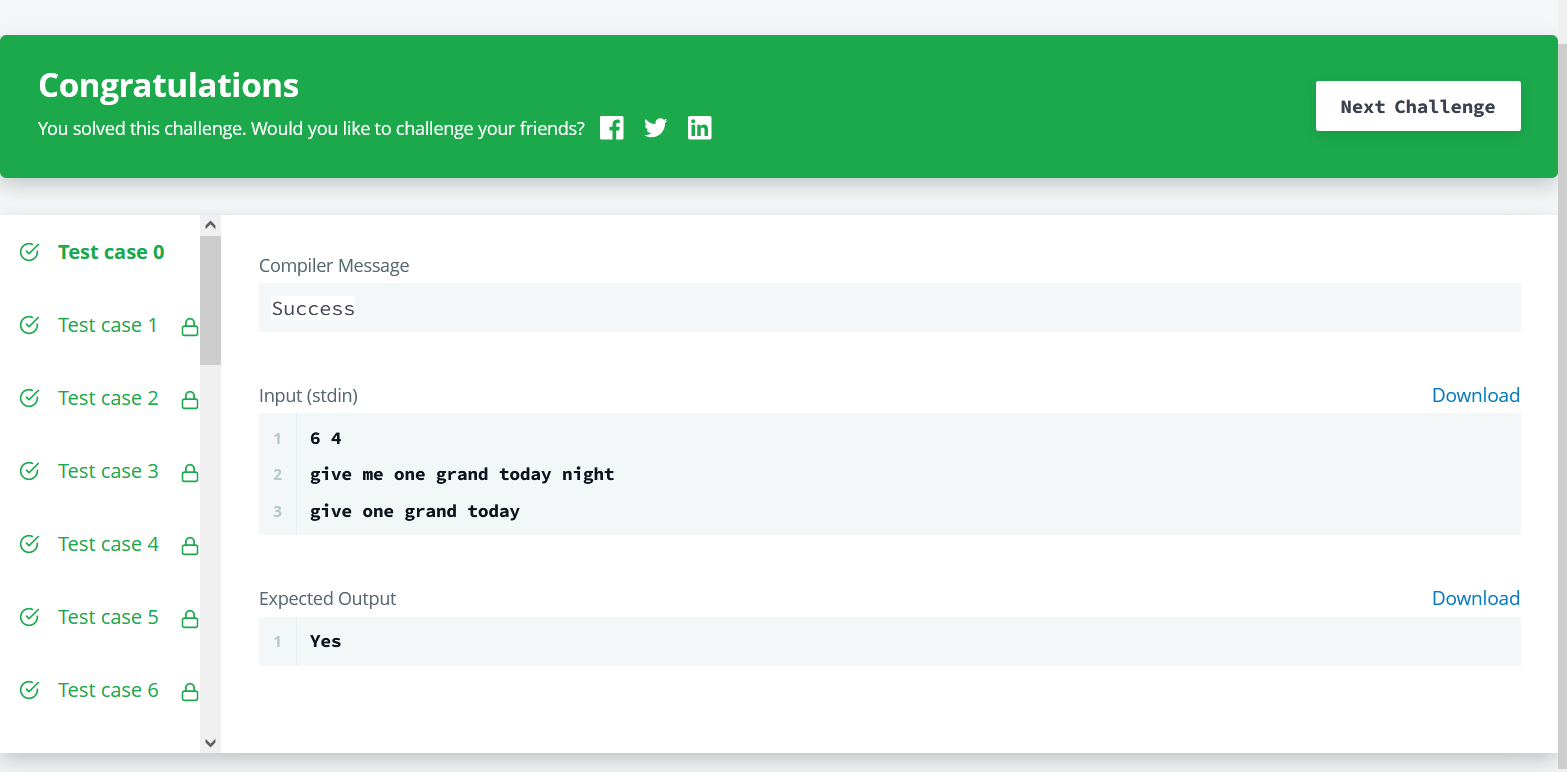 Congratulations
You solved this challenge. Would you like to challenge your friends?
Next Challenge
Test case 0
Test case 1
Test case 2
Test case 3
Test case 4
Test case 5
Test case 6
Compiler Message
Success
Input (stdin)
Download
1 6 4
2 give me one grand today night
3 give one grand today
Expected Output
Download
1 Yes